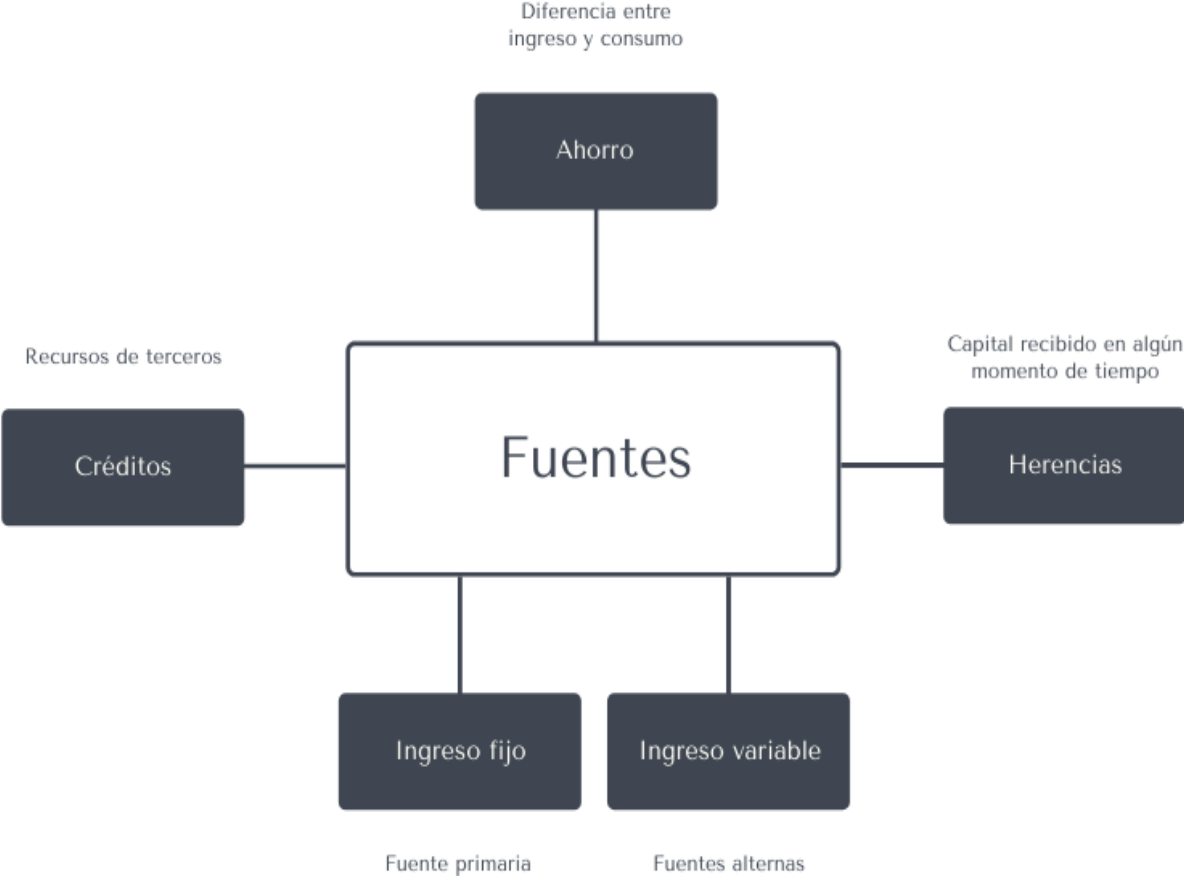 Diferencia entre
ingreso y consumo
Ahorro
Recursos de terceros
Créditos
Fuentes
Capital recibido en algún
momento de tiempo
Herencias
Ingreso fijo
Fuente primaria
Ingreso variable
Fuentes alternas